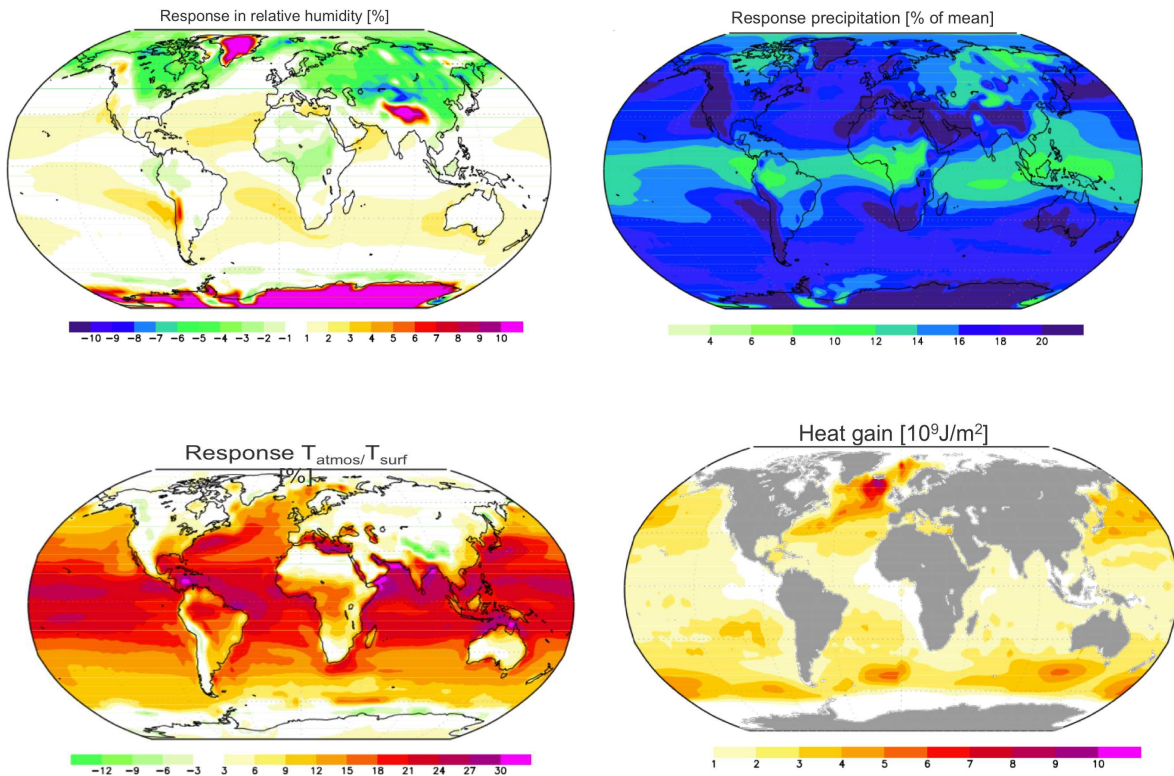 Response in relative humidity [%]
Response precipitation [% of mean]
−10 −9 −8 −7 −6 −5 −4 −3 −2 −1 1 2 3 4 5 6 7 8 9 10
4 6 8 10 12 14 16 18 20
Response Tatmos/Tsurf
[%]
Heat gain [10⁹J/m²]
−12 −9 −6 −3 3 6 9 12 15 18 21 24 27 30
1 2 3 4 5 6 7 8 9 10